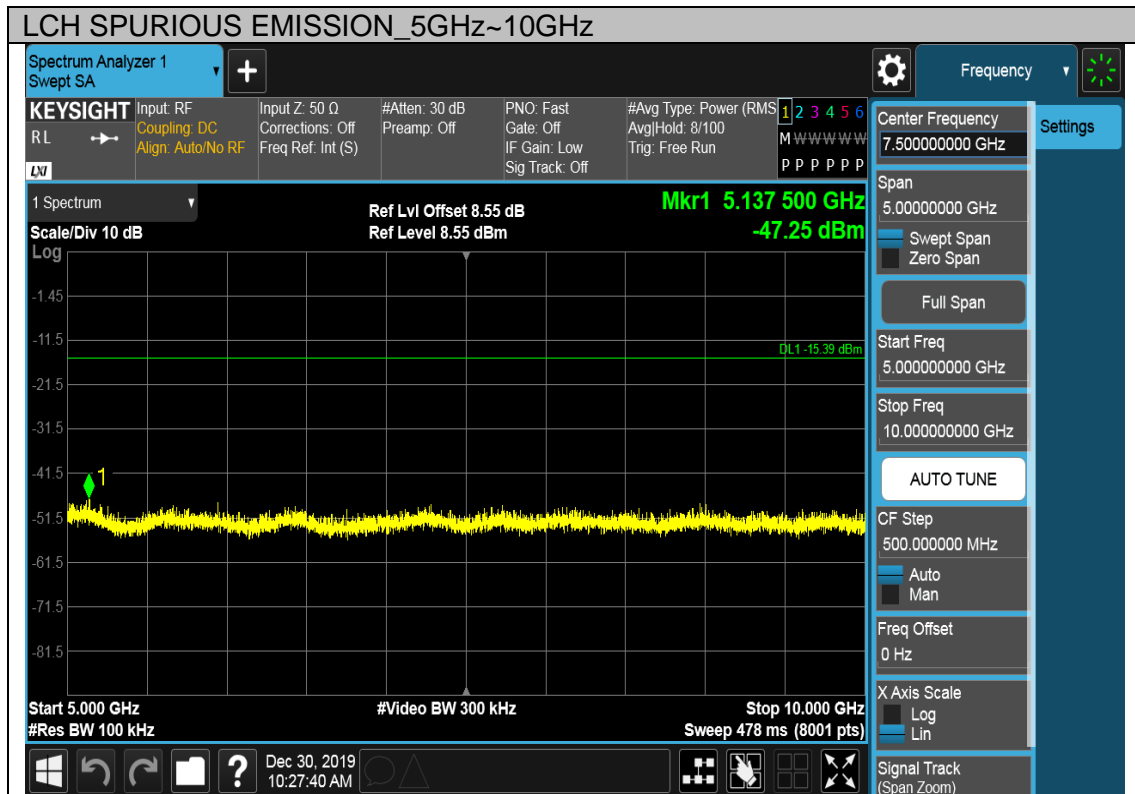 LCH SPURIOUS EMISSION_5GHz~10GHz
Spectrum Analyzer 1
Swept SA
Frequency
KEYSIGHT
RL
LXI
Input: RF
Coupling: DC
Align: Auto/No RF
Input Z: 50 Ω
Corrections: Off
Freq Ref: Int (S)
#Atten: 30 dB
Preamp: Off
PNO: Fast
Gate: Off
IF Gain: Low
Sig Track: Off
#Avg Type: Power (RMS
Avg|Hold: 8/100
Trig: Free Run
1 2 3 4 5 6
M W W W W W
P P P P P P
1 Spectrum
Scale/Div 10 dB
Ref Lvl Offset 8.55 dB
Ref Level 8.55 dBm
Mkr1 5.137 500 GHz
-47.25 dBm
Log
-1.45
-11.5
DL1 -15.39 dBm
-21.5
-31.5
-41.5
1
-51.5
-61.5
-71.5
-81.5
Start 5.000 GHz
#Res BW 100 kHz
#Video BW 300 kHz
Stop 10.000 GHz
Sweep 478 ms (8001 pts)
Dec 30, 2019
10:27:40 AM
Center Frequency
7.500000000 GHz
Span
5.00000000 GHz
Swept Span
Zero Span
Full Span
Start Freq
5.000000000 GHz
Stop Freq
10.000000000 GHz
AUTO TUNE
CF Step
500.000000 MHz
Auto
Man
Freq Offset
0 Hz
X Axis Scale
Log
Lin
Signal Track
(Span Zoom)
Settings